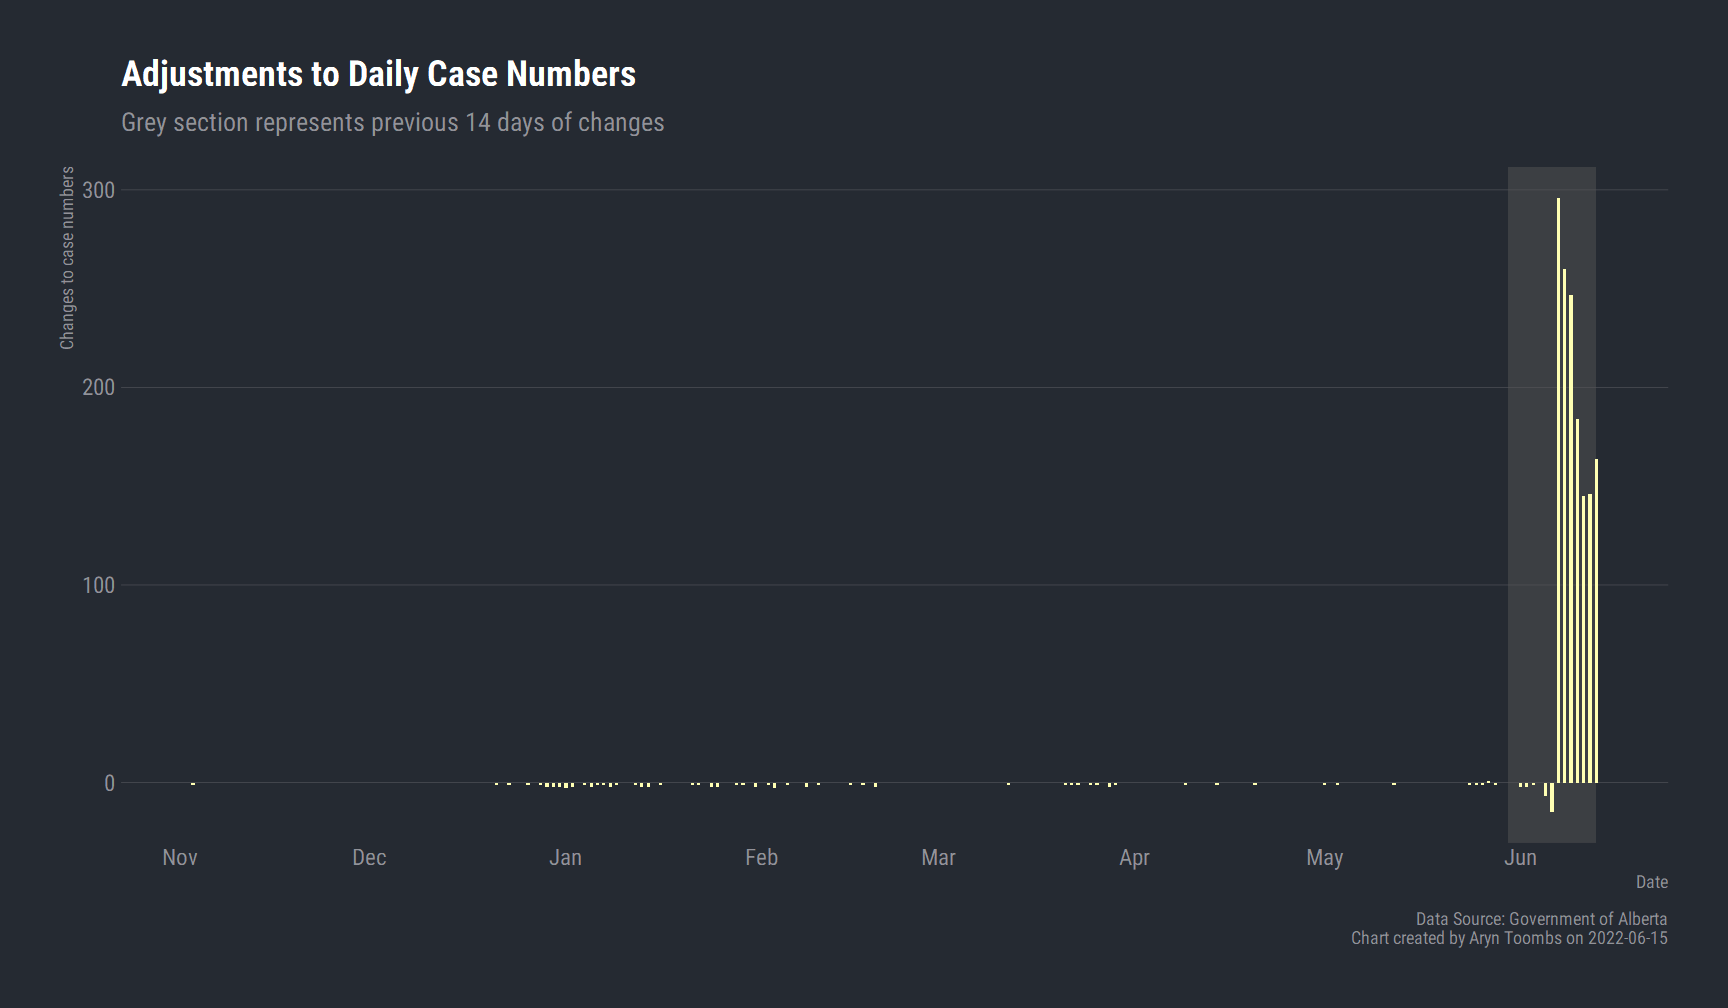 Adjustments to Daily Case Numbers
Grey section represents previous 14 days of changes
Changes to case numbers
300
200
100
0
Nov Dec Jan Feb Mar Apr May Jun
Date
Data Source: Government of Alberta
Chart created by Aryn Toombs on 2022-06-15